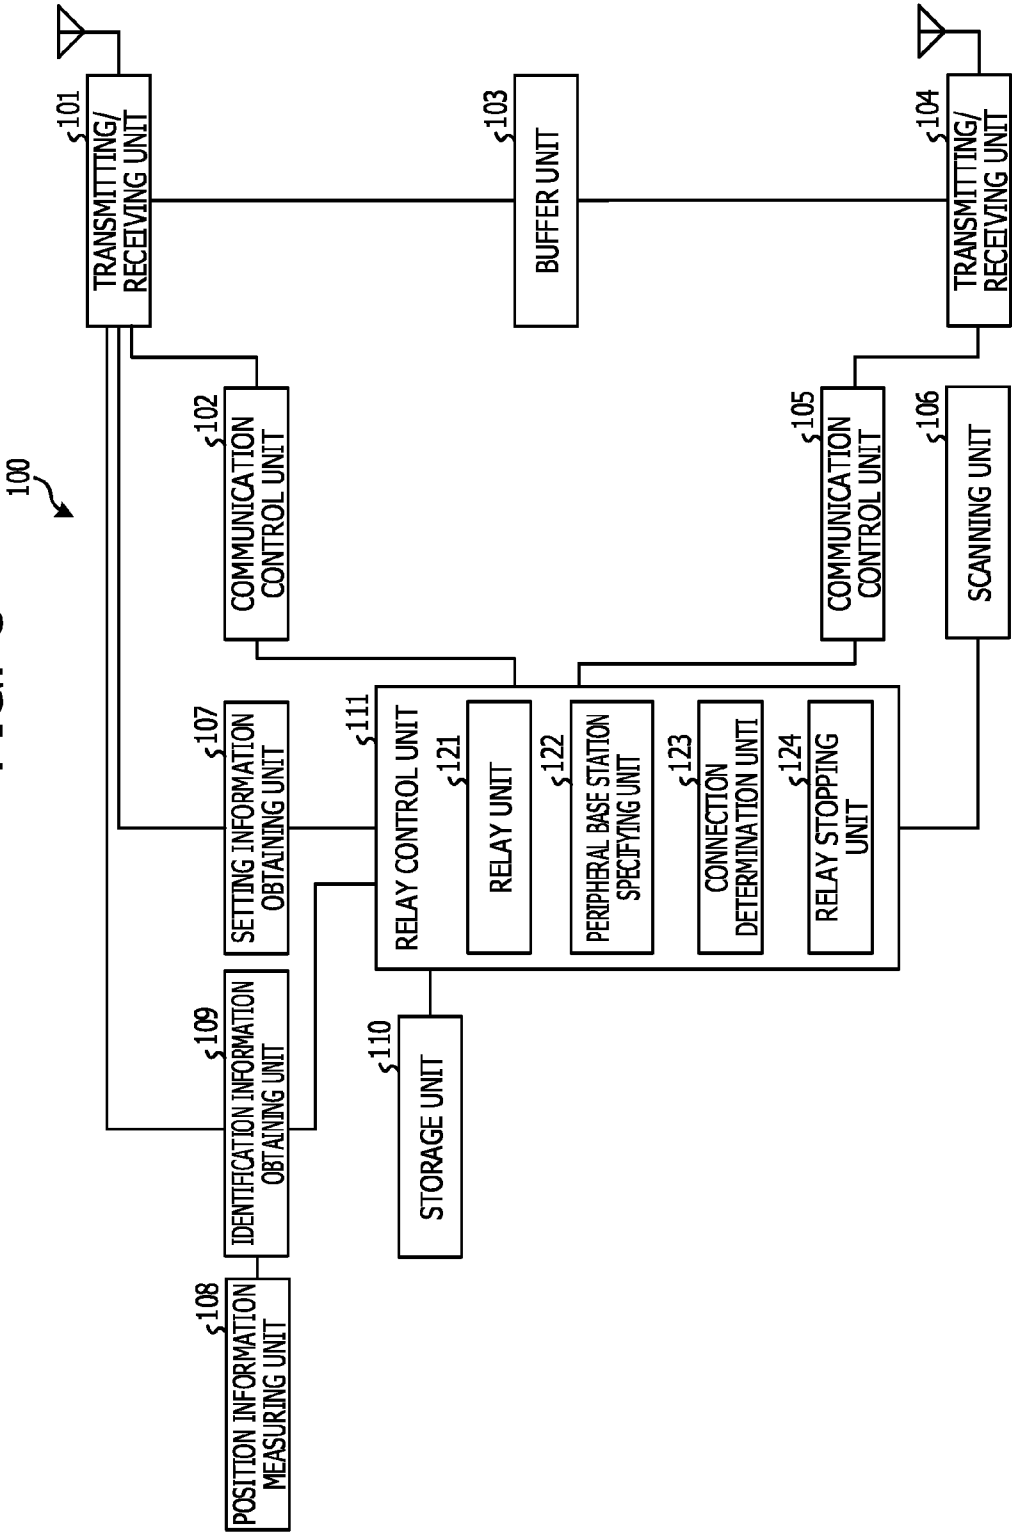 100
101
TRANSMITTING/
RECEIVING UNIT
108
POSITION INFORMATION
MEASURING UNIT
109
IDENTIFICATION INFORMATION
OBTAINING UNIT
107
SETTING INFORMATION
OBTAINING UNIT
102
COMMUNICATION
CONTROL UNIT
110
STORAGE UNIT
111
RELAY CONTROL UNIT
121
RELAY UNIT
122
PERIPHERAL BASE STATION
SPECIFYING UNIT
123
CONNECTION
DETERMINATION UNTI
124
RELAY STOPPING
UNIT
103
BUFFER UNIT
105
COMMUNICATION
CONTROL UNIT
106
SCANNING UNIT
104
TRANSMITTING/
RECEIVING UNIT